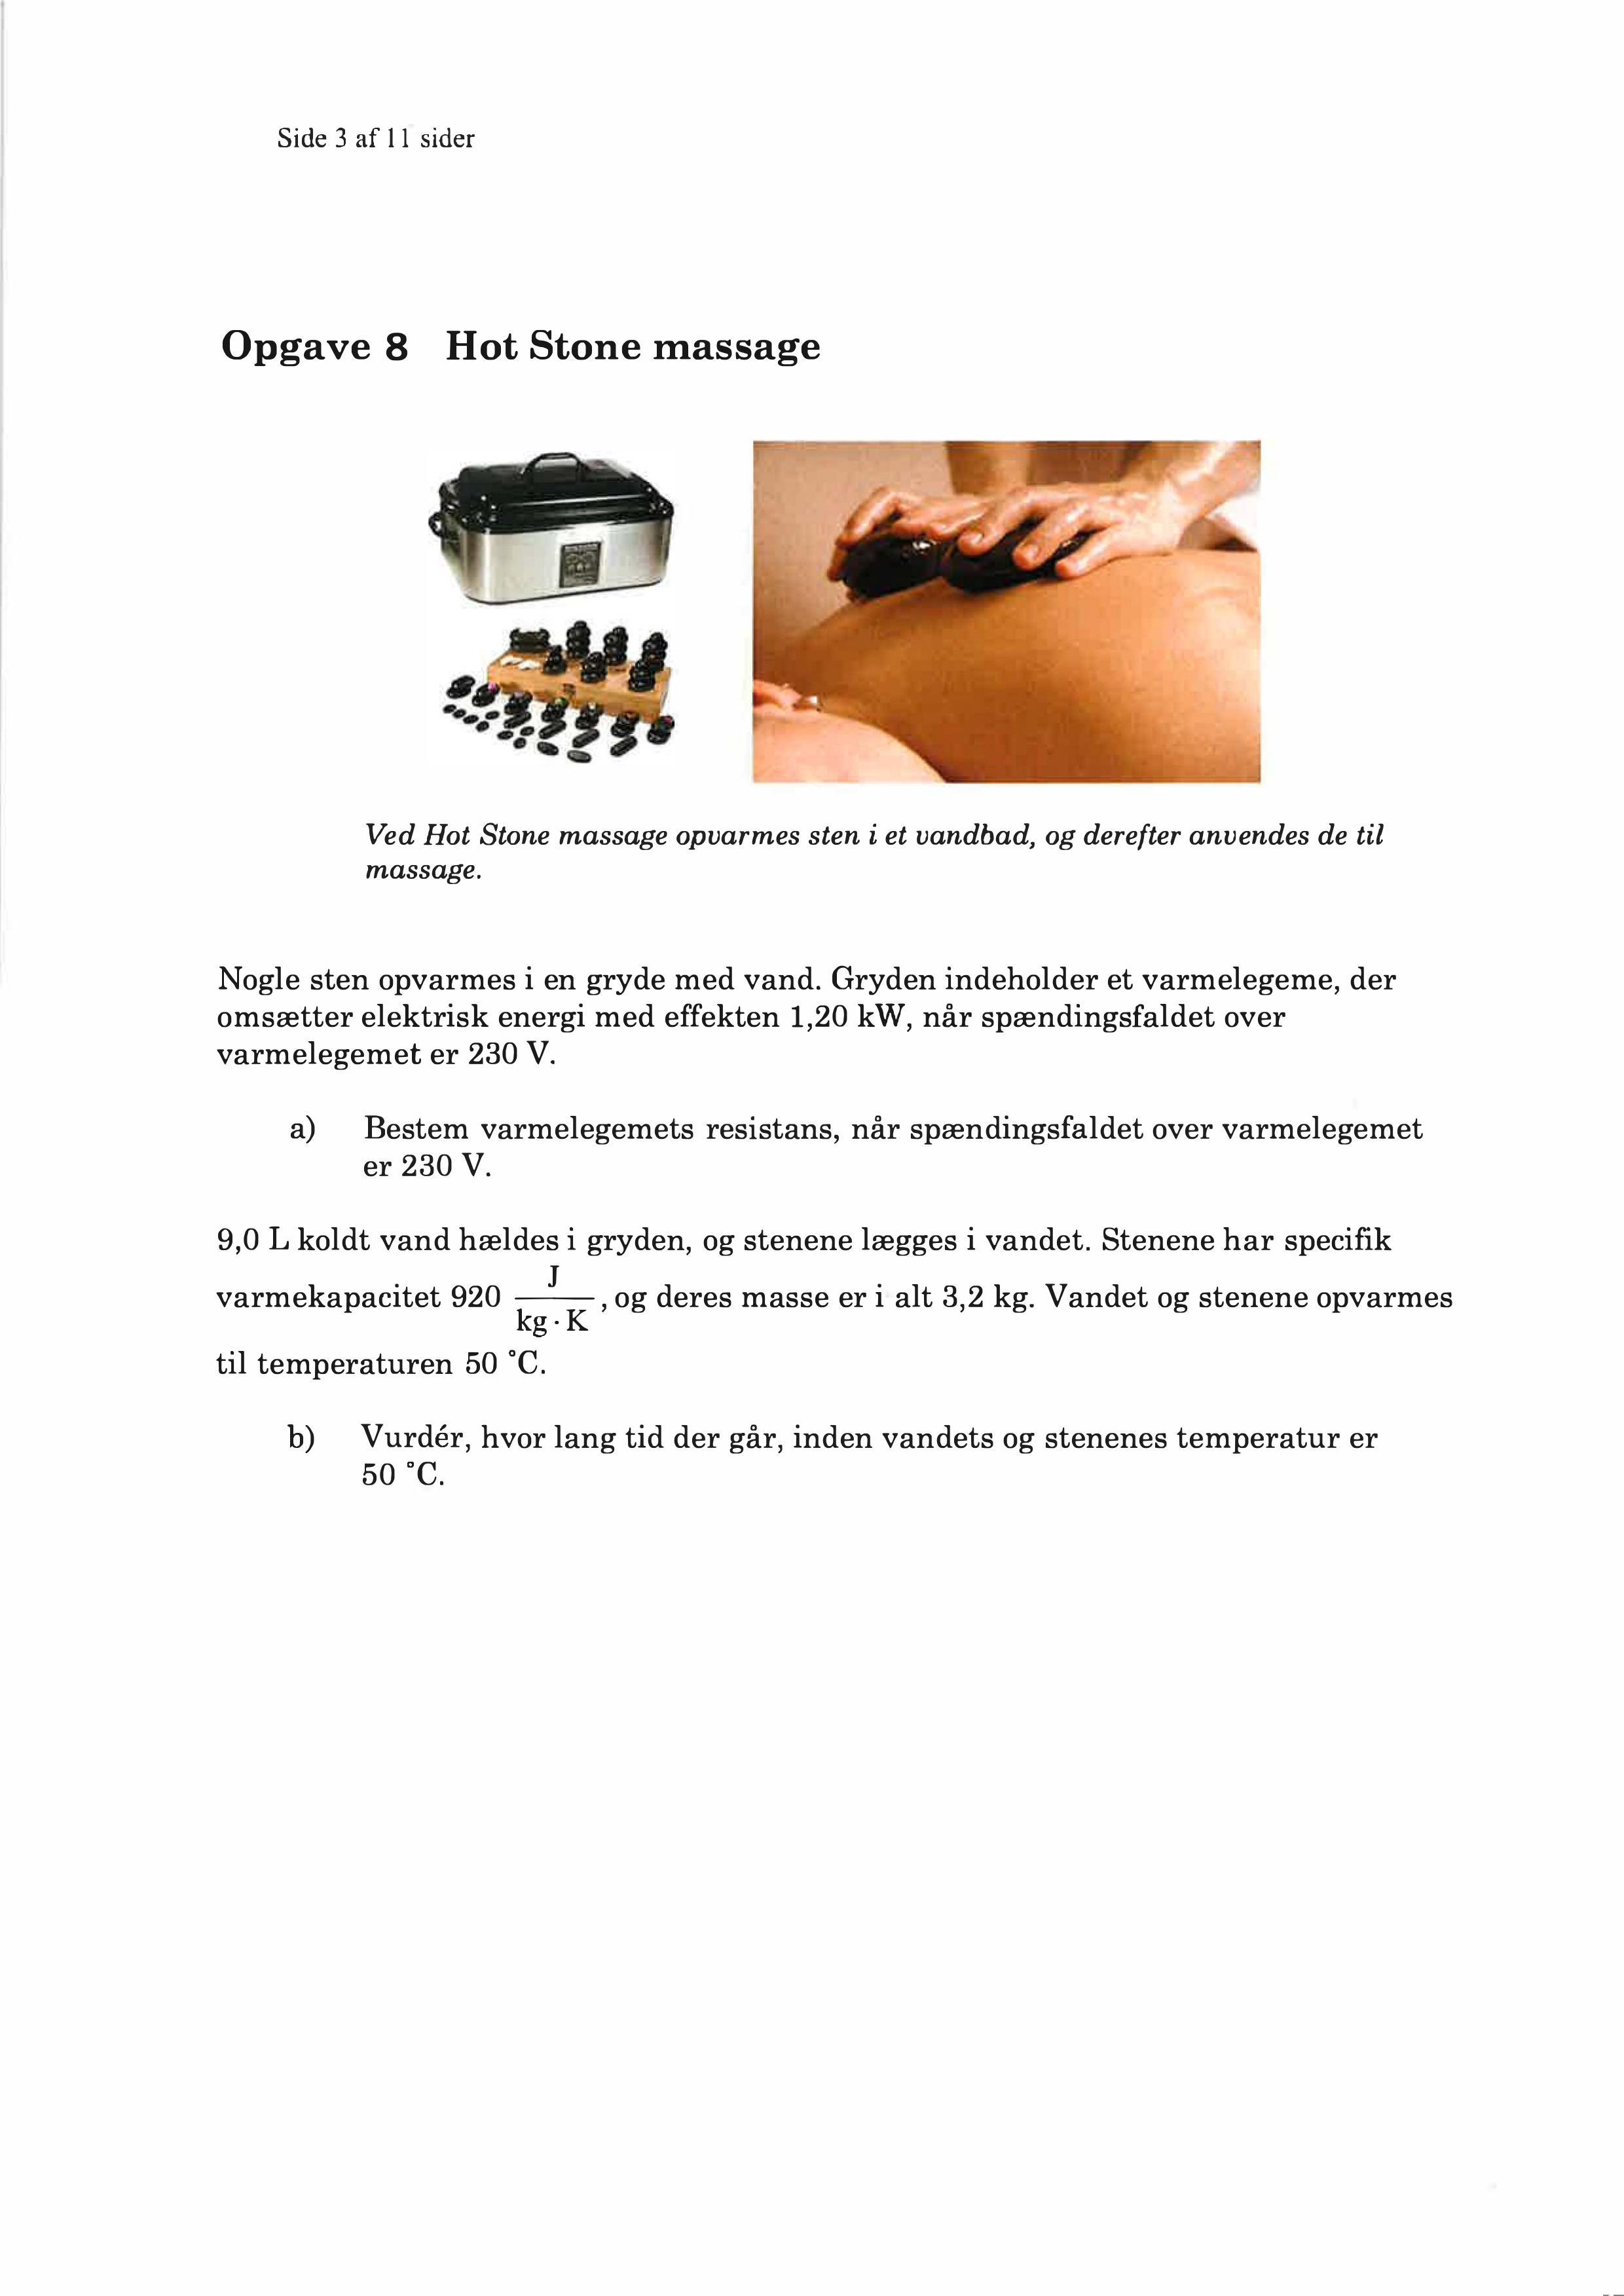 Side 3 af 11 sider
Opgave 8 Hot Stone massage
Ved Hot Stone massage opvarmes sten i et vandbad, og derefter anvendes de til
massage.
Nogle sten opvarmes i en gryde med vand. Gryden indeholder et varmelegeme, der
omsætter elektrisk energi med effekten 1,20 kW, når spændingsfaldet over
varmelegemet er 230 V.
a) Bestem varmelegemets resistans, når spændingsfaldet over varmelegemet
er 230 V.
9,0 L koldt vand hældes i gryden, og stenene lægges i vandet. Stenene har specifik
varmekapacitet 920 J/(kg·K), og deres masse er i alt 3,2 kg. Vandet og stenene opvarmes
til temperaturen 50 °C.
b) Vurdér, hvor lang tid der går, inden vandets og stenenes temperatur er
50 °C.